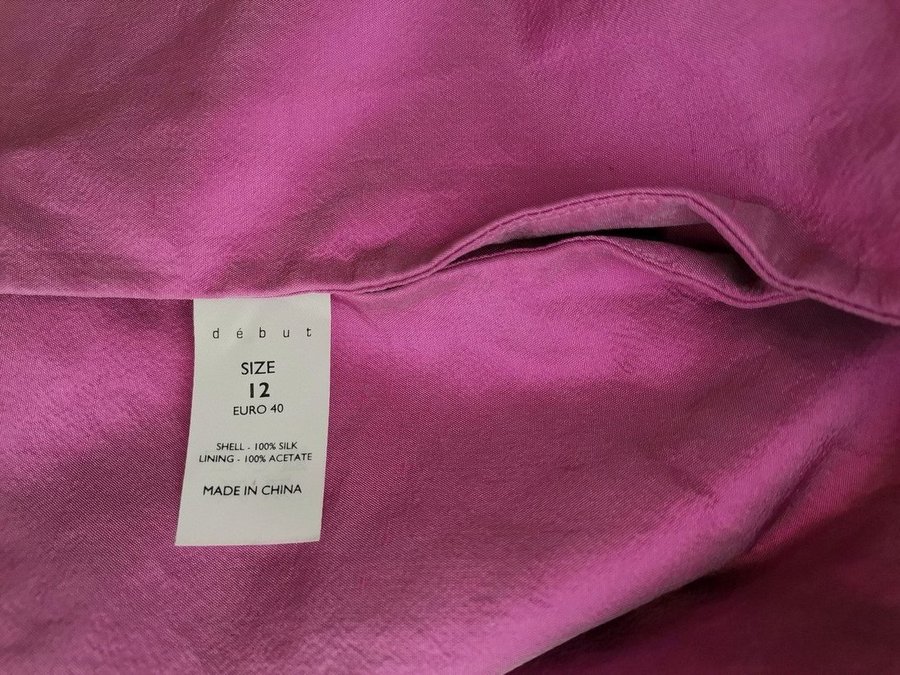 début
SIZE
12
EURO 40
SHELL - 100% SILK
LINING - 100% ACETATE
MADE IN CHINA